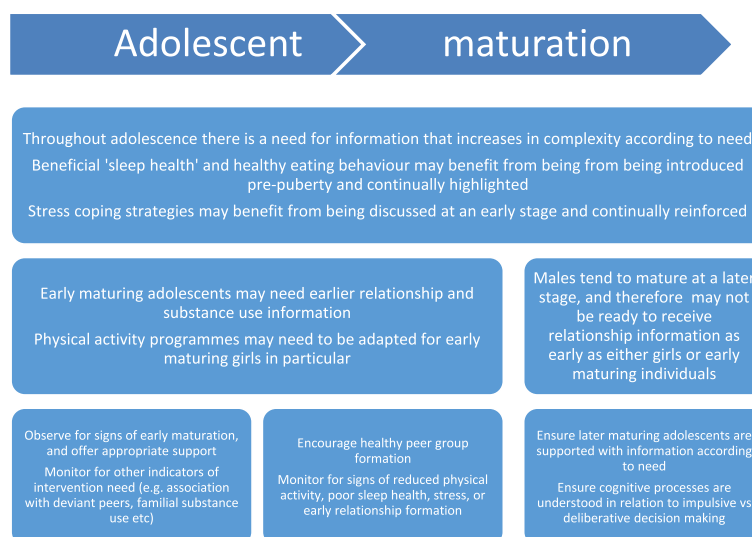 Adolescent maturation
Throughout adolescence there is a need for information that increases in complexity according to need
Beneficial 'sleep health' and healthy eating behaviour may benefit from being from being introduced
pre-puberty and continually highlighted
Stress coping strategies may benefit from being discussed at an early stage and continually reinforced
Early maturing adolescents may need earlier relationship and
substance use information
Physical activity programmes may need to be adapted for early
maturing girls in particular
Males tend to mature at a later
stage, and therefore may not
be ready to receive
relationship information as
early as either girls or early
maturing individuals
Observe for signs of early maturation,
and offer appropriate support
Monitor for other indicators of
intervention need (e.g. association
with deviant peers, familial substance
use etc)
Encourage healthy peer group
formation
Monitor for signs of reduced physical
activity, poor sleep health, stress, or
early relationship formation
Ensure later maturing adolescents are
supported with information according
to need
Ensure cognitive processes are
understood in relation to impulsive vs
deliberative decision making